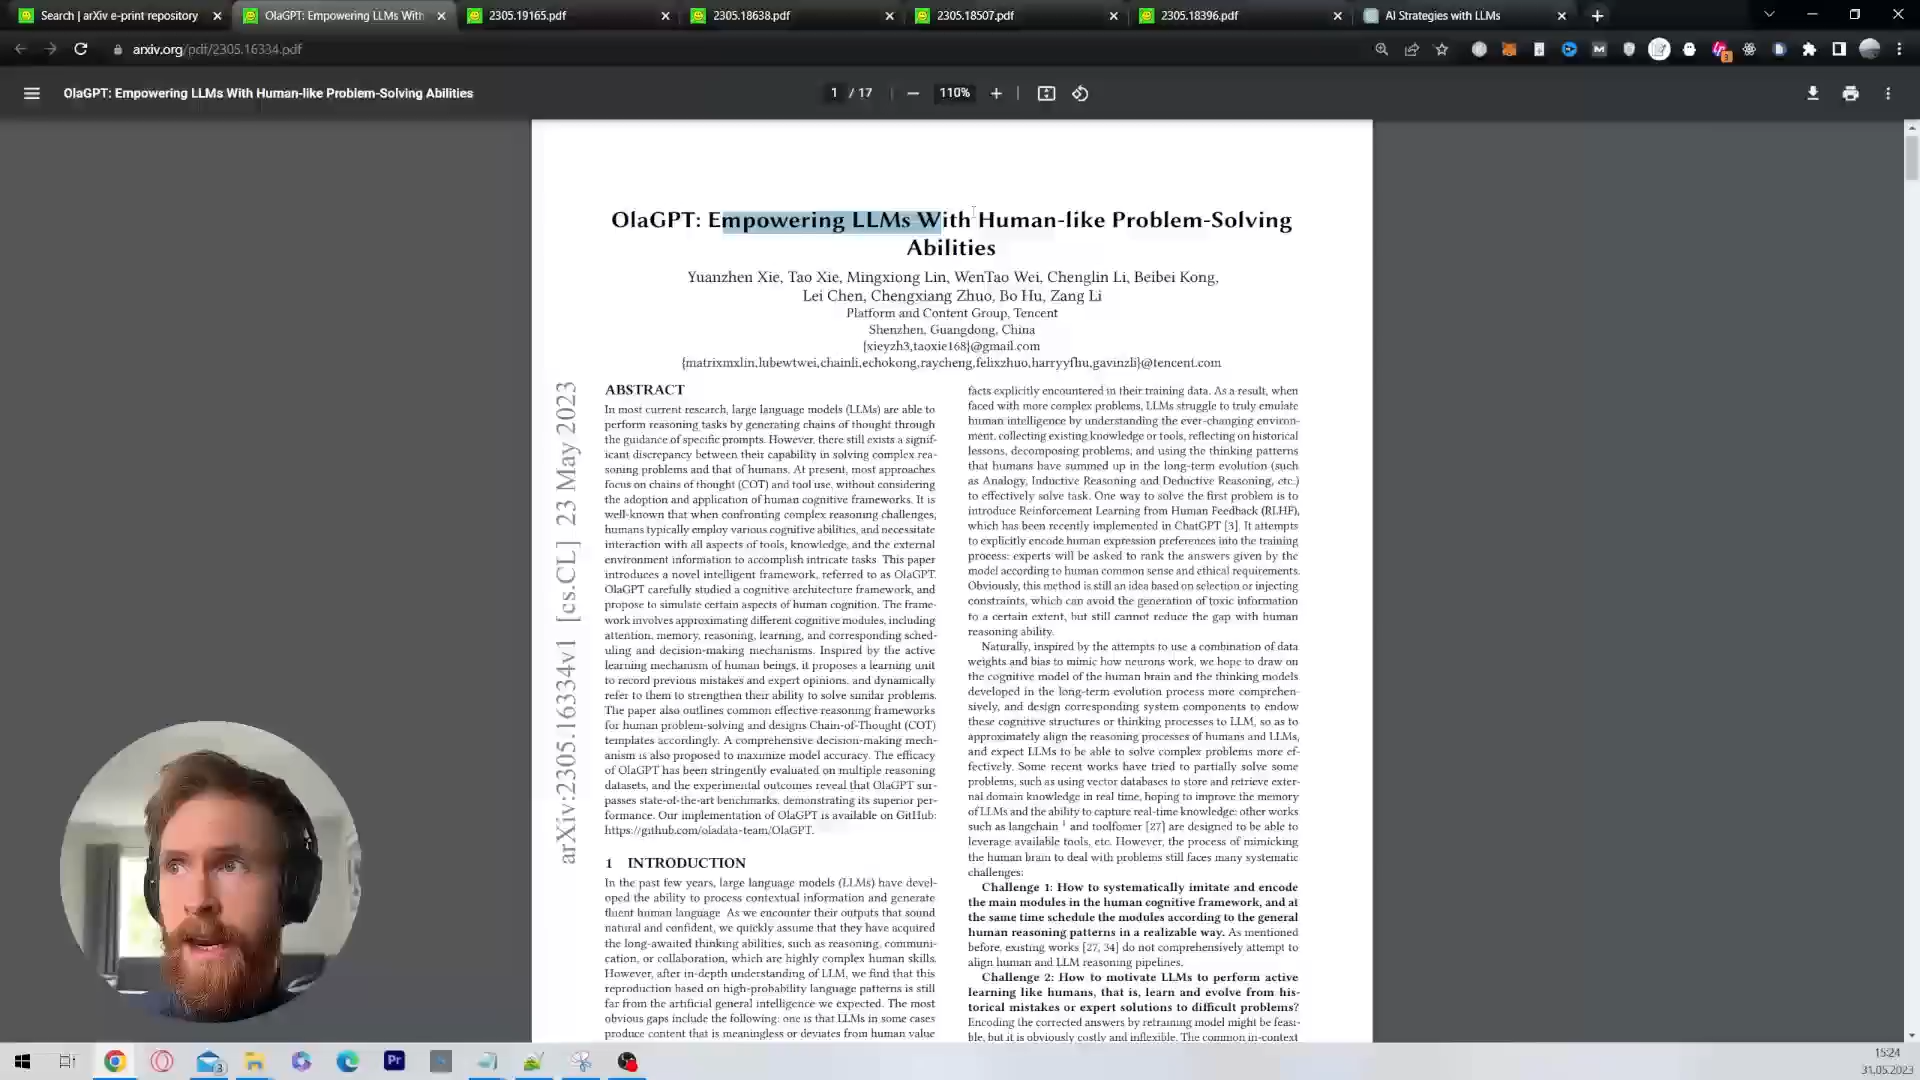 Search | arXiv e-print repository
OlaGPT: Empowering LLMs With
2305.19165.pdf
2305.18638.pdf
2305.18507.pdf
2305.18396.pdf
AI Strategies with LLMs
arxiv.org/pdf/2305.16334.pdf
3
OlaGPT: Empowering LLMs With Human-like Problem-Solving Abilities
1 / 17
110%
OlaGPT: Empowering LLMs With Human-like Problem-Solving
Abilities
Yuanzhen Xie, Tao Xie, Mingxiong Lin, WenTao Wei, Chenglin Li, Beibei Kong,
Lei Chen, Chengxiang Zhuo, Bo Hu, Zang Li
Platform and Content Group, Tencent
Shenzhen, Guangdong, China
{xieyzh3,taoxie168}@gmail.com
{matrixmxlin,lubewtwei,chainli,echokong,raycheng,felixzhuo,harryyfhu,gavinzli}@tencent.com
arXiv:2305.16334v1 [cs.CL] 23 May 2023
ABSTRACT
In most current research, large language models (LLMs) are able to
perform reasoning tasks by generating chains of thought through
the guidance of specific prompts. However, there still exists a signif-
icant discrepancy between their capability in solving complex rea-
soning problems and that of humans. At present, most approaches
focus on chains of thought (COT) and tool use, without considering
the adoption and application of human cognitive frameworks. It is
well-known that when confronting complex reasoning challenges,
humans typically employ various cognitive abilities, and necessitate
interaction with all aspects of tools, knowledge, and the external
environment information to accomplish intricate tasks. This paper
introduces a novel intelligent framework, referred to as OlaGPT.
OlaGPT carefully studied a cognitive architecture framework, and
propose to simulate certain aspects of human cognition. The frame-
work involves approximating different cognitive modules, including
attention, memory, reasoning, learning, and corresponding sched-
uling and decision-making mechanisms. Inspired by the active
learning mechanism of human beings, it proposes a learning unit
to record previous mistakes and expert opinions, and dynamically
refer to them to strengthen their ability to solve similar problems.
The paper also outlines common effective reasoning frameworks
for human problem-solving and designs Chain-of-Thought (COT)
templates accordingly. A comprehensive decision-making mech-
anism is also proposed to maximize model accuracy. The efficacy
of OlaGPT has been stringently evaluated on multiple reasoning
datasets, and the experimental outcomes reveal that OlaGPT sur-
passes state-of-the-art benchmarks, demonstrating its superior per-
formance. Our implementation of OlaGPT is available on GitHub:
https://github.com/oladata-team/OlaGPT.
1 INTRODUCTION
In the past few years, large language models (LLMs) have devel-
oped the ability to process contextual information and generate
fluent human language. As we encounter their outputs that sound
natural and confident, we quickly assume that they have acquired
the long-awaited thinking abilities, such as reasoning, communi-
cation, or collaboration, which are highly complex human skills.
However, after in-depth understanding of LLM, we find that this
reproduction based on high-probability language patterns is still
far from the artificial general intelligence we expected. The most
obvious gaps include the following: one is that LLMs in some cases
produce content that is meaningless or deviates from human value
facts explicitly encountered in their training data. As a result, when
faced with more complex problems, LLMs struggle to truly emulate
human intelligence by understanding the ever-changing environ-
ment, collecting existing knowledge or tools, reflecting on historical
lessons, decomposing problems, and using the thinking patterns
that humans have summed up in the long-term evolution (such
as Analogy, Inductive Reasoning and Deductive Reasoning, etc.)
to effectively solve task. One way to solve the first problem is to
introduce Reinforcement Learning from Human Feedback (RLHF),
which has been recently implemented in ChatGPT [3]. It attempts
to explicitly encode human expression preferences into the training
process: experts will be asked to rank the answers given by the
model according to human common sense and ethical requirements.
Obviously, this method is still an idea based on selection or injecting
constraints, which can avoid the generation of toxic information
to a certain extent, but still cannot reduce the gap with human
reasoning ability.
Naturally, inspired by the attempts to use a combination of data
weights and bias to mimic how neurons work, we hope to draw on
the cognitive model of the human brain and the thinking models
developed in the long-term evolution process more comprehen-
sively, and design corresponding system components to endow
these cognitive structures or thinking processes to LLM, so as to
approximately align the reasoning processes of humans and LLMs,
and expect LLMs to be able to solve complex problems more ef-
fectively. Some recent works have tried to partially solve some
problems, such as using vector databases to store and retrieve exter-
nal domain knowledge in real time, hoping to improve the memory
of LLMs and the ability to capture real-time knowledge; other works
such as langchain 1 and toolfomer [27] are designed to be able to
leverage available tools, etc. However, the process of mimicking
the human brain to deal with problems still faces many systematic
challenges:
Challenge 1: How to systematically imitate and encode
the main modules in the human cognitive framework, and at
the same time schedule the modules according to the general
human reasoning patterns in a realizable way. As mentioned
before, existing works [27, 34] do not comprehensively attempt to
align human and LLM reasoning pipelines.
Challenge 2: How to motivate LLMs to perform active
learning like humans, that is, learn and evolve from his-
torical mistakes or expert solutions to difficult problems?
Encoding the corrected answers by retraining model might be feasi-
ble, but it is obviously costly and inflexible. The common in-context
3
Pr
15:24
31.05.2023